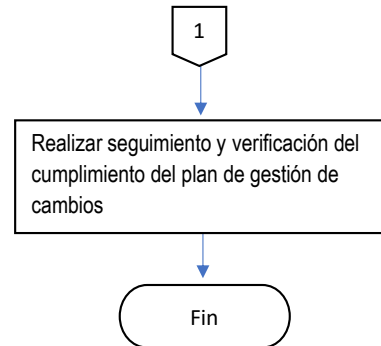 1
Realizar seguimiento y verificación del
cumplimiento del plan de gestión de
cambios
Fin